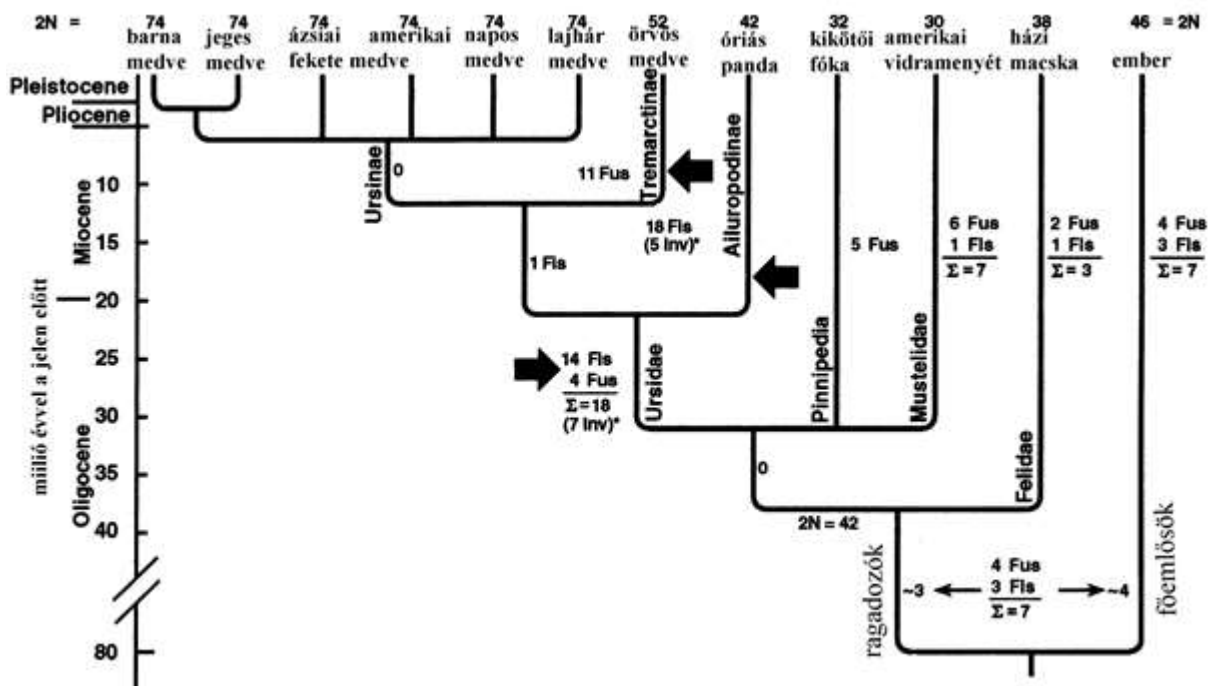 2N = 74 74 74 74 74 74 52 42 32 30 38 46 = 2N
barna jeges ázsiai amerikai napos lajhár örvös óriás kikötői amerikai házi
medve medve fekete medve medve medve medve panda fóka vidramenyét macska ember
Pleistocene
Pliocene
Miocene
Oligocene
miilió évvel a jelen előtt
10
15
20
25
30
35
40
80
Ursinae
0
11 Fus
Tremarctinae
18 Fis
(5 Inv)*
1 Fis
Ailuropodinae
14 Fis
4 Fus
Σ = 18
(7 Inv)*
Ursidae
5 Fus
Pinnipedia
6 Fus
1 Fis
Σ = 7
Mustelidae
2 Fus
1 Fis
Σ = 3
Felidae
4 Fus
3 Fis
Σ = 7
0
2N = 42
ragadozók
~3
4 Fus
3 Fis
Σ = 7
~4
főemlősök